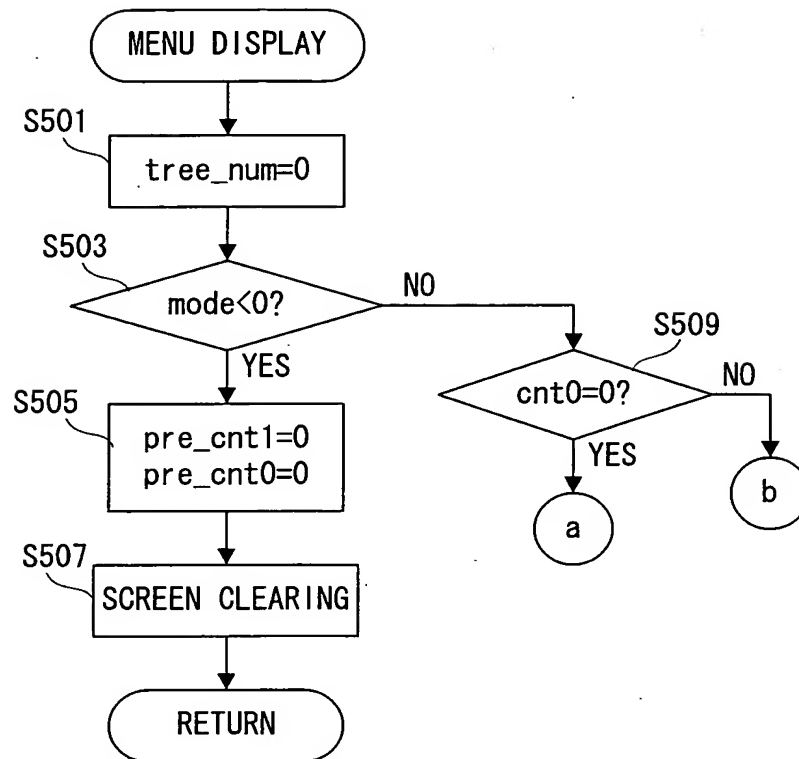 MENU DISPLAY
S501
tree_num=0
S503
mode<0?
NO
YES
S509
cnt0=0?
NO
YES
S505
pre_cnt1=0
pre_cnt0=0
a
b
S507
SCREEN CLEARING
RETURN